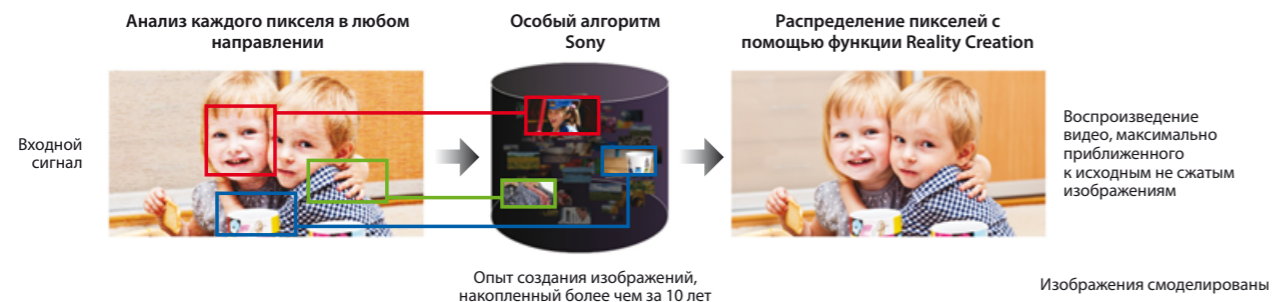 Анализ каждого пикселя в любом
направлении
Особый алгоритм
Sony
Распределение пикселей с
помощью функции Reality Creation
Входной
сигнал
Воспроизведение
видео, максимально
приближенного
к исходным не сжатым
изображениям
Опыт создания изображений,
накопленный более чем за 10 лет
Изображения смоделированы